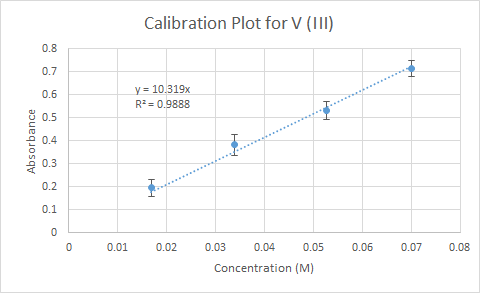 Calibration Plot for V (III)
0.8
0.7
0.6
0.5
0.4
0.3
0.2
0.1
0
Absorbance
y = 10.319x
R² = 0.9888
0 0.01 0.02 0.03 0.04 0.05 0.06 0.07 0.08
Concentration (M)